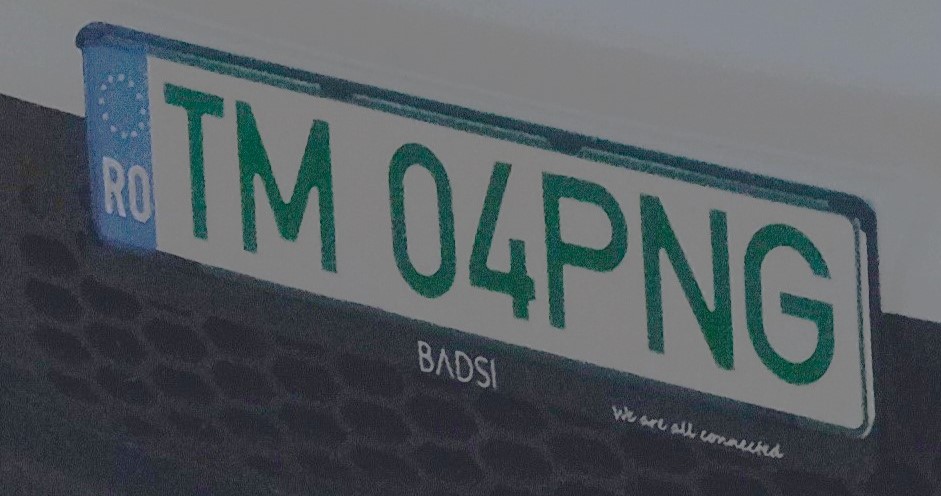 RO
TM 04PNG
BADSI
We are all connected